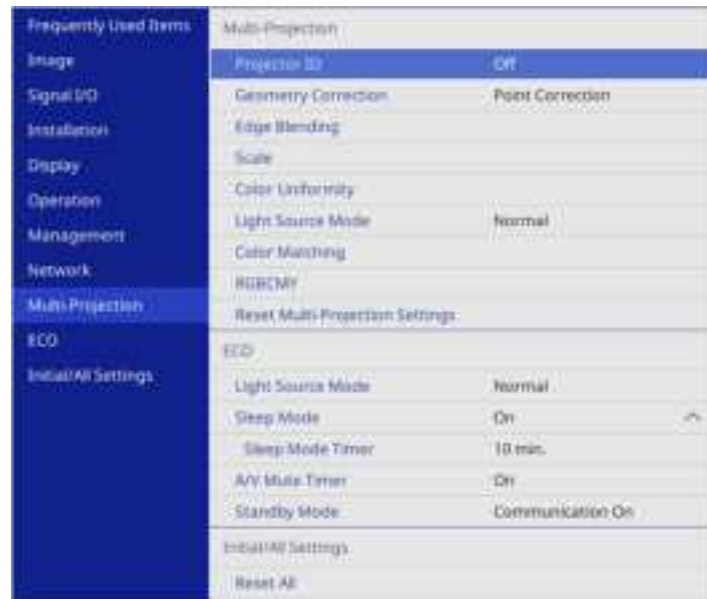 Frequently Used Items
Image
Signal I/O
Installation
Display
Operation
Management
Network
Multi-Projection
ECO
Initial/All Settings
Multi-Projection
Projector ID Off
Geometry Correction Point Correction
Edge Blending
Scale
Color Uniformity
Light Source Mode Normal
Color Matching
RGBCMY
Reset Multi-Projection Settings
ECO
Light Source Mode Normal
Sleep Mode On
Sleep Mode Timer 10 min.
A/V Mute Timer On
Standby Mode Communication On
Initial/All Settings
Reset All